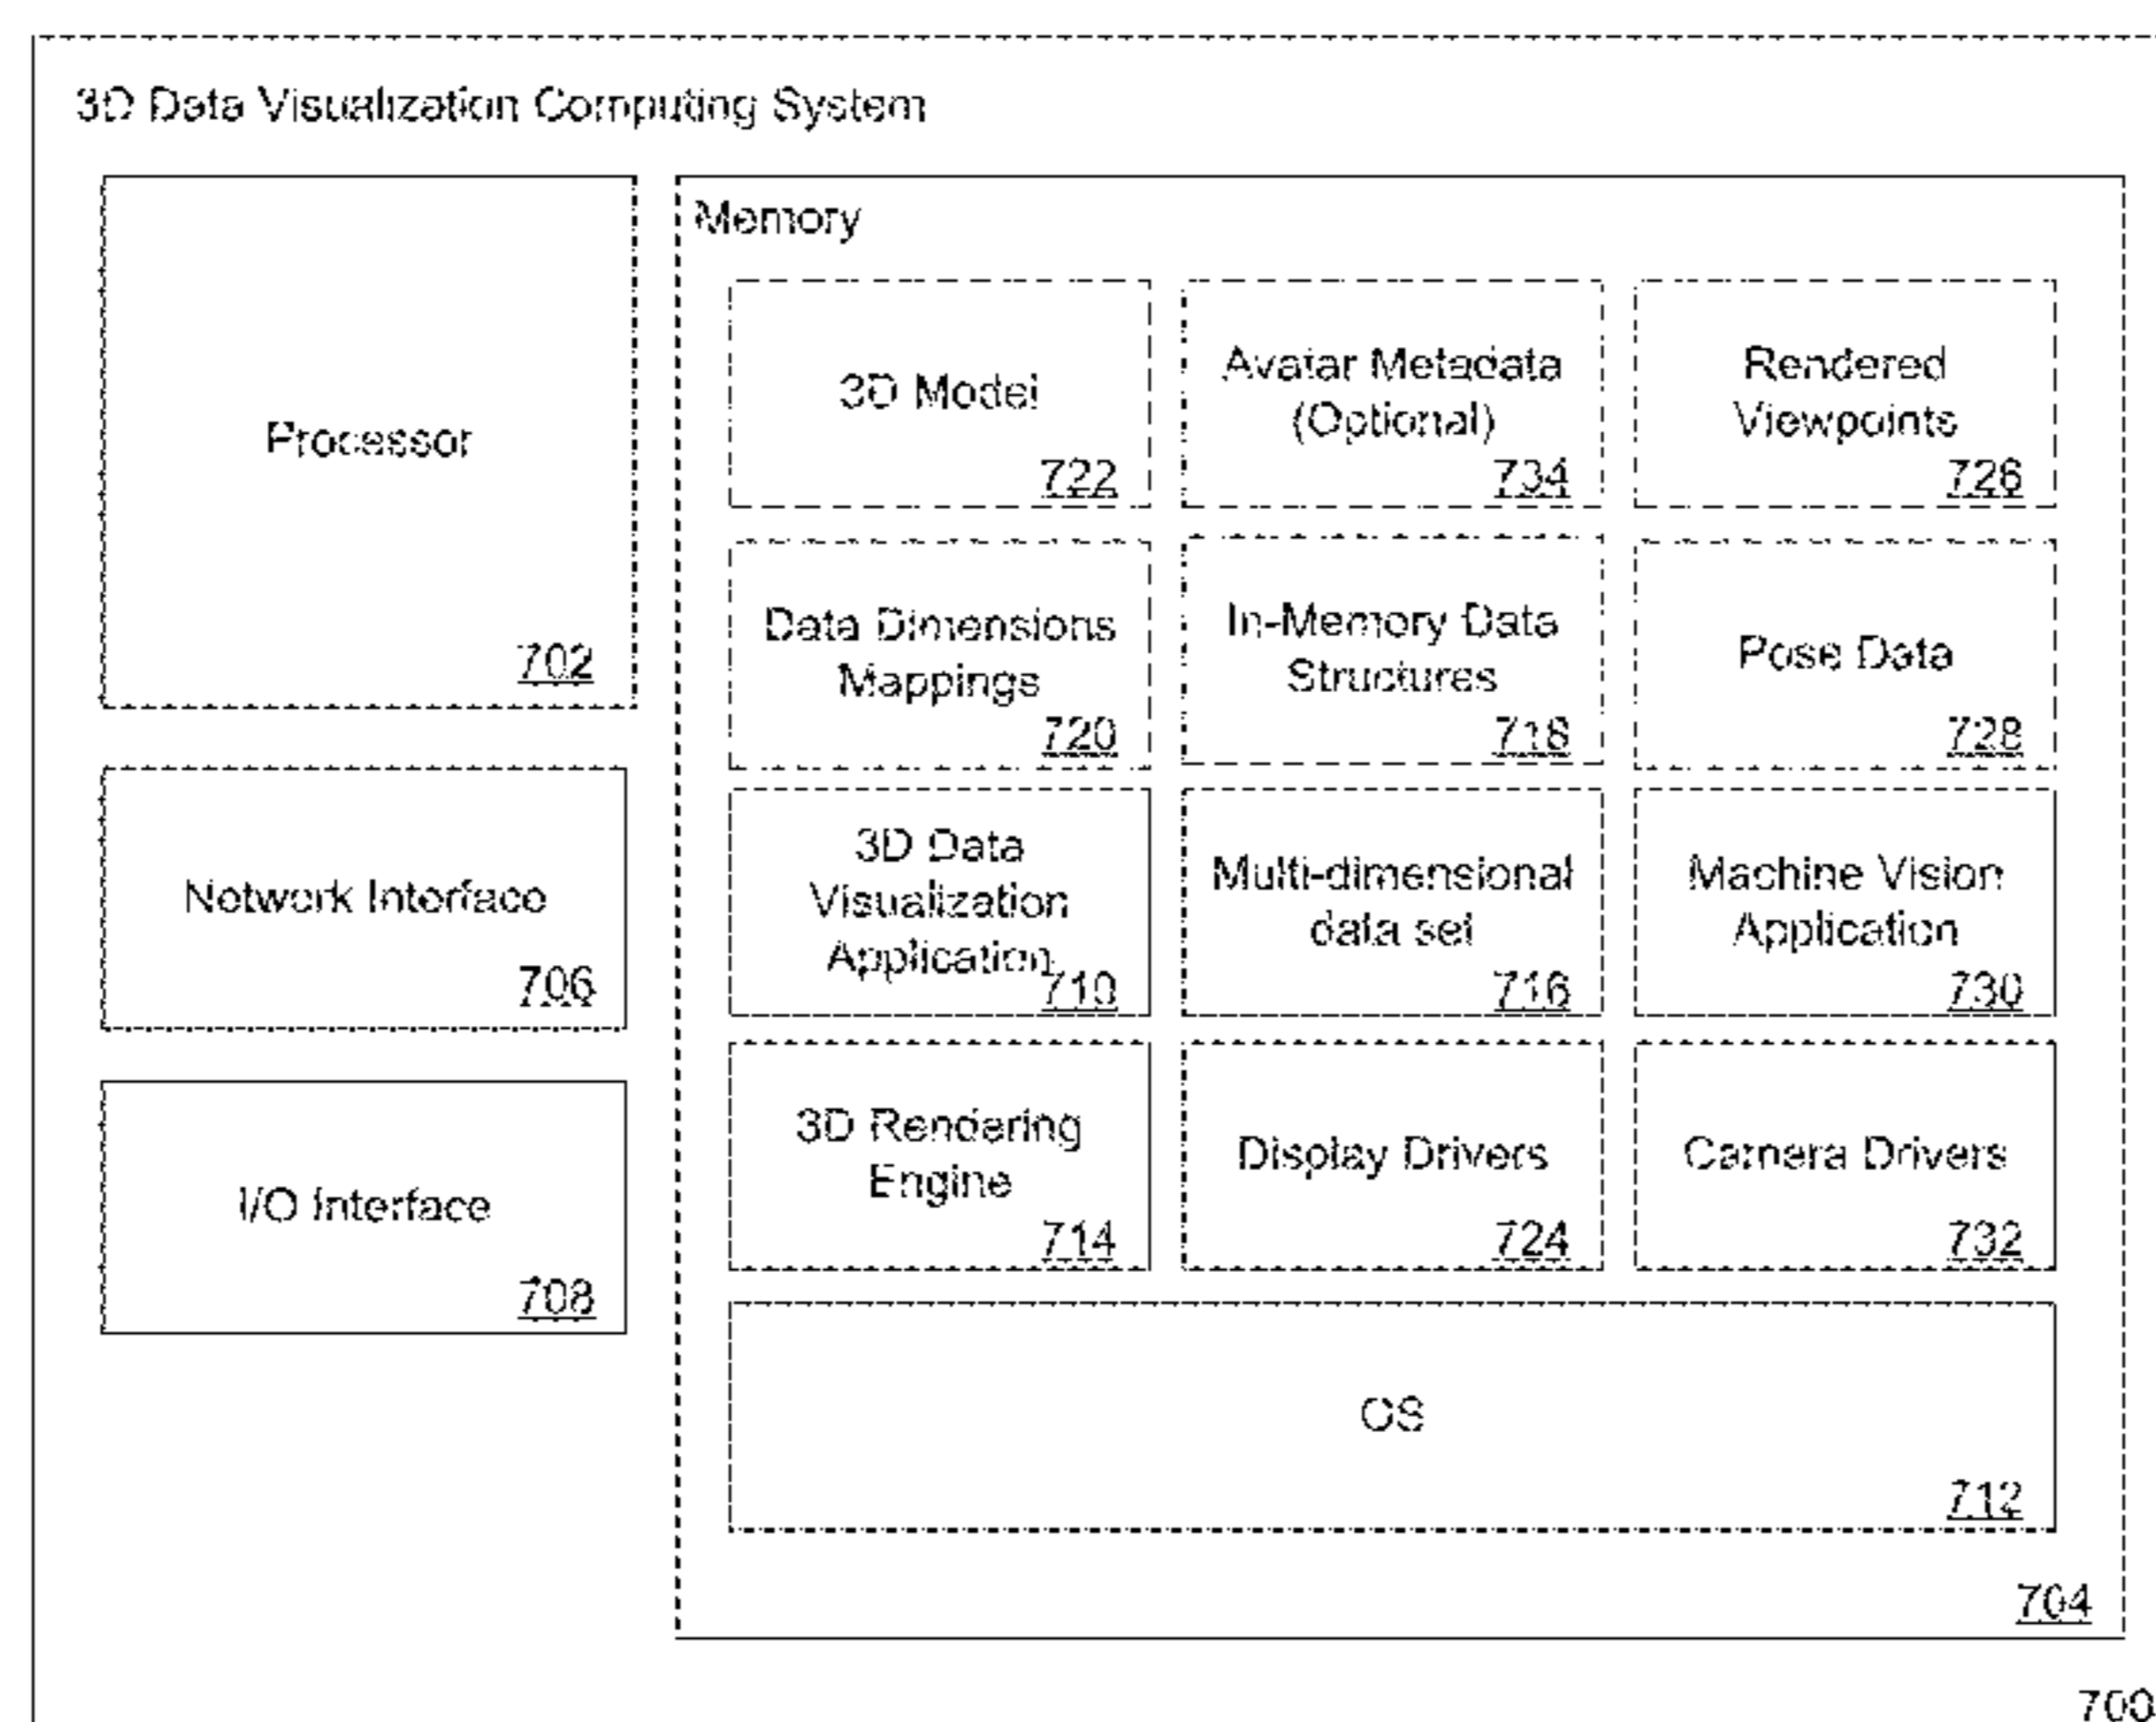 3D Data Visualization Computing System
Processor
702
Network Interface
706
I/O Interface
708
Memory
3D Model
722
Avatar Metadata
(Optional)
734
Rendered
Viewpoints
726
Data Dimensions
Mappings
720
In-Memory Data
Structures
718
Pose Data
728
3D Data
Visualization
Application
710
Multi-dimensional
data set
716
Machine Vision
Application
730
3D Rendering
Engine
714
Display Drivers
724
Camera Drivers
732
OS
712
704
700